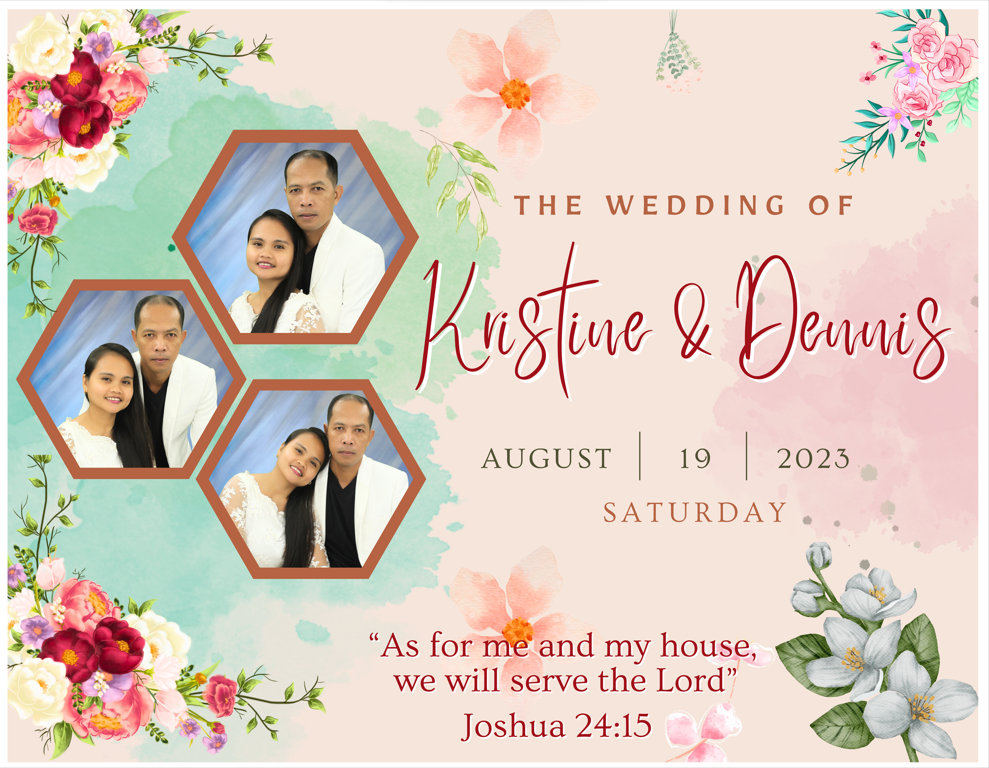 THE WEDDING OF
Kristine & Dennis
AUGUST | 19 | 2023
SATURDAY
“As for me and my house,
we will serve the Lord”
Joshua 24:15